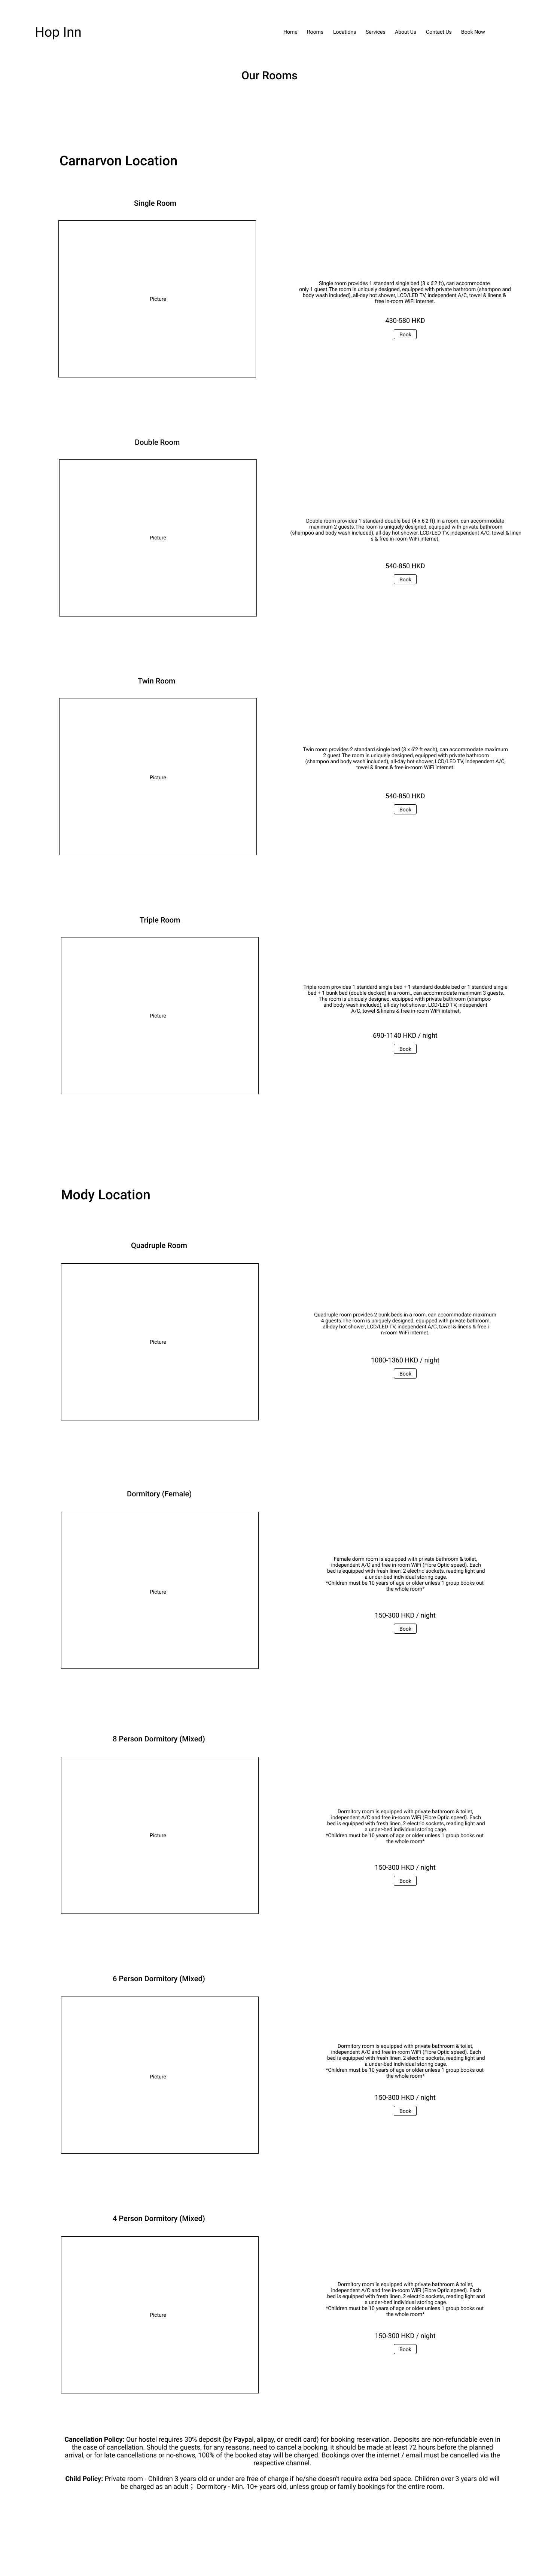 Hop Inn
Home Rooms Locations Services About Us Contact Us Book Now
Our Rooms
Carnarvon Location
Single Room
Picture
Single room provides 1 standard single bed (3 x 6'2 ft), can accommodate
only 1 guest.The room is uniquely designed, equipped with private bathroom (shampoo and
body wash included), all-day hot shower, LCD/LED TV, independent A/C, towel & linens &
free in-room WiFi internet.
430-580 HKD
Book
Double Room
Picture
Double room provides 1 standard double bed (4 x 6'2 ft) in a room, can accommodate
maximum 2 guests.The room is uniquely designed, equipped with private bathroom
(shampoo and body wash included), all-day hot shower, LCD/LED TV, independent A/C, towel & linen
s & free in-room WiFi internet.
540-850 HKD
Book
Twin Room
Picture
Twin room provides 2 standard single bed (3 x 6'2 ft each), can accommodate maximum
2 guest.The room is uniquely designed, equipped with private bathroom
(shampoo and body wash included), all-day hot shower, LCD/LED TV, independent A/C,
towel & linens & free in-room WiFi internet.
540-850 HKD
Book
Triple Room
Picture
Triple room provides 1 standard single bed + 1 standard double bed or 1 standard single
bed + 1 bunk bed (double decked) in a room., can accommodate maximum 3 guests.
The room is uniquely designed, equipped with private bathroom (shampoo
and body wash included), all-day hot shower, LCD/LED TV, independent
A/C, towel & linens & free in-room WiFi internet.
690-1140 HKD / night
Book
Mody Location
Quadruple Room
Picture
Quadruple room provides 2 bunk beds in a room, can accommodate maximum
4 guests.The room is uniquely designed, equipped with private bathroom,
all-day hot shower, LCD/LED TV, independent A/C, towel & linens & free i
n-room WiFi internet.
1080-1360 HKD / night
Book
Dormitory (Female)
Picture
Female dorm room is equipped with private bathroom & toilet,
independent A/C and free in-room WiFi (Fibre Optic speed). Each
bed is equipped with fresh linen, 2 electric sockets, reading light and
a under-bed individual storing cage.
*Children must be 10 years of age or older unless 1 group books out
the whole room*
150-300 HKD / night
Book
8 Person Dormitory (Mixed)
Picture
Dormitory room is equipped with private bathroom & toilet,
independent A/C and free in-room WiFi (Fibre Optic speed). Each
bed is equipped with fresh linen, 2 electric sockets, reading light and
a under-bed individual storing cage.
*Children must be 10 years of age or older unless 1 group books out
the whole room*
150-300 HKD / night
Book
6 Person Dormitory (Mixed)
Picture
Dormitory room is equipped with private bathroom & toilet,
independent A/C and free in-room WiFi (Fibre Optic speed). Each
bed is equipped with fresh linen, 2 electric sockets, reading light and
a under-bed individual storing cage.
*Children must be 10 years of age or older unless 1 group books out
the whole room*
150-300 HKD / night
Book
4 Person Dormitory (Mixed)
Picture
Dormitory room is equipped with private bathroom & toilet,
independent A/C and free in-room WiFi (Fibre Optic speed). Each
bed is equipped with fresh linen, 2 electric sockets, reading light and
a under-bed individual storing cage.
*Children must be 10 years of age or older unless 1 group books out
the whole room*
150-300 HKD / night
Book
Cancellation Policy: Our hostel requires 30% deposit (by Paypal, alipay, or credit card) for booking reservation. Deposits are non-refundable even in
the case of cancellation. Should the guests, for any reasons, need to cancel a booking, it should be made at least 72 hours before the planned
arrival, or for late cancellations or no-shows, 100% of the booked stay will be charged. Bookings over the internet / email must be cancelled via the
respective channel.
Child Policy: Private room - Children 3 years old or under are free of charge if he/she doesn't require extra bed space. Children over 3 years old will
be charged as an adult； Dormitory - Min. 10+ years old, unless group or family bookings for the entire room.